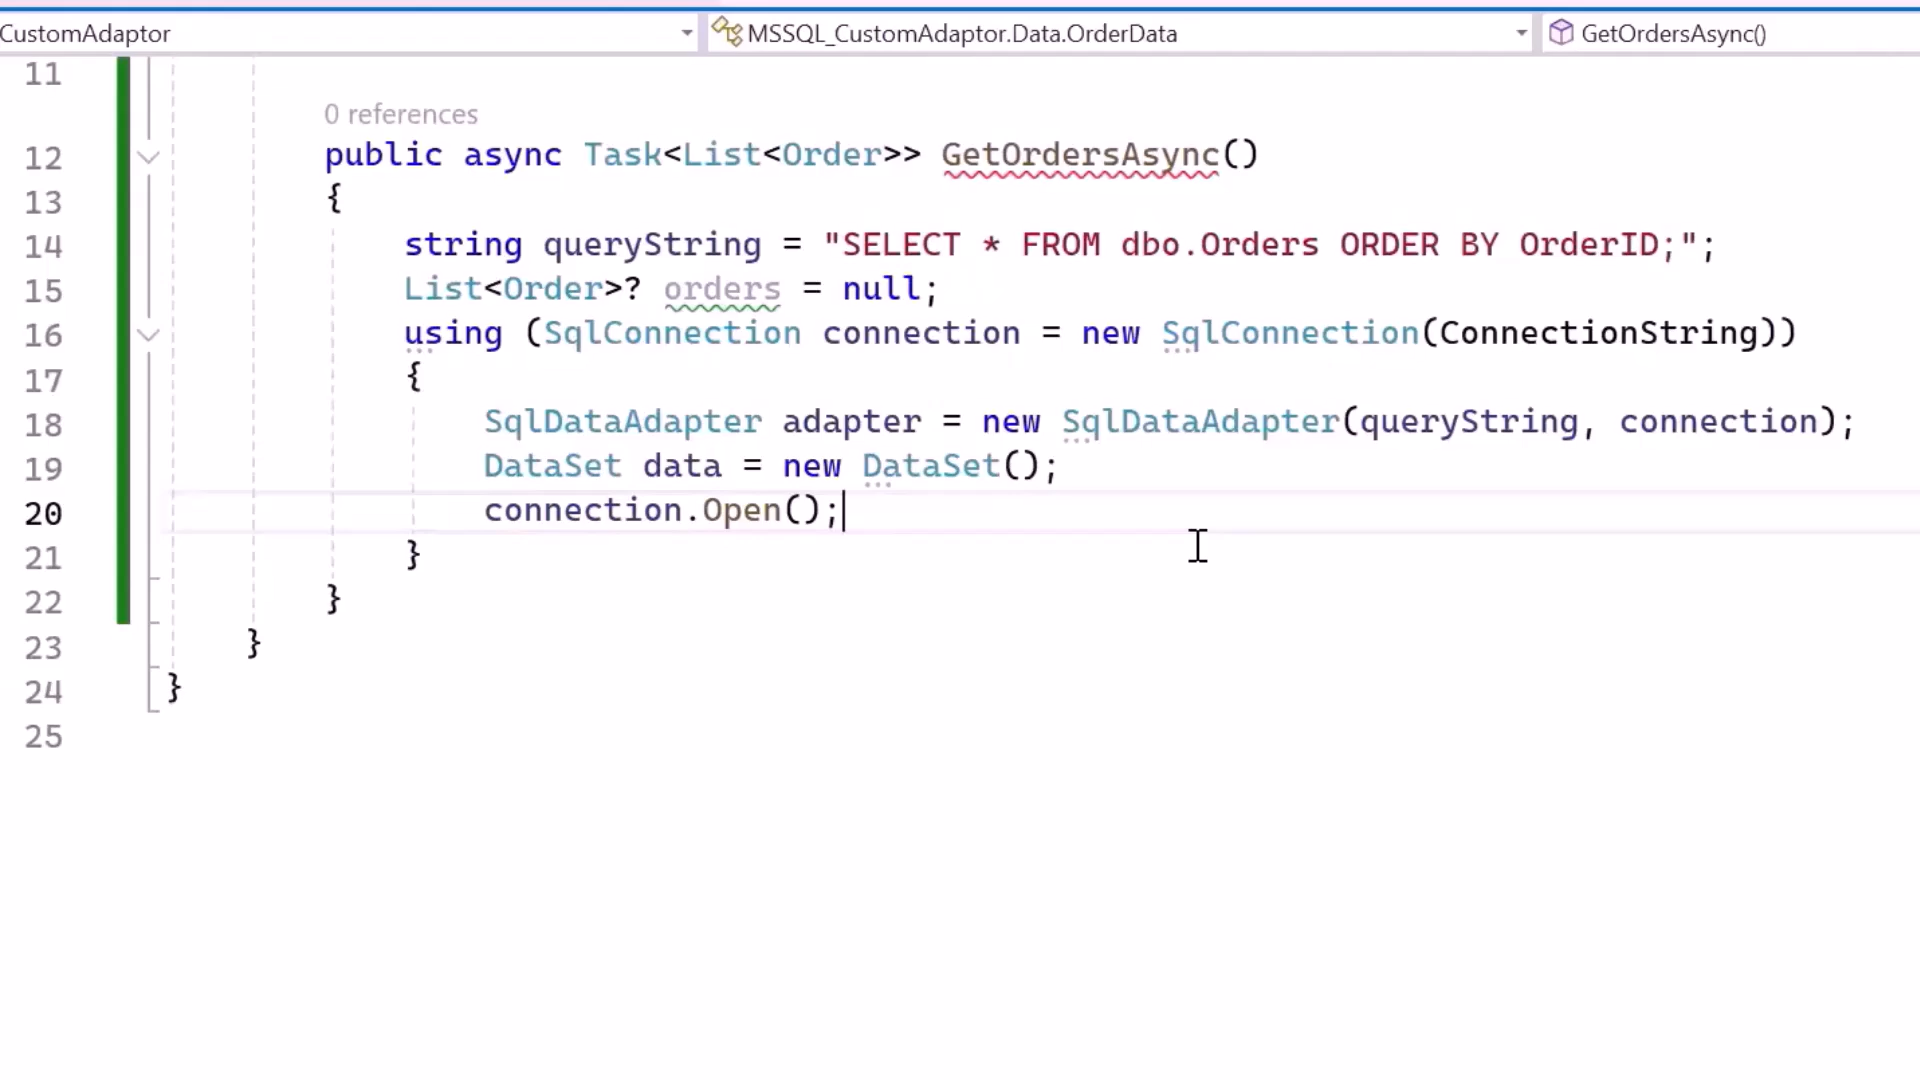 CustomAdaptor MSSQL_CustomAdaptor.Data.OrderData GetOrdersAsync()
11
0 references
12 public async Task<List<Order>> GetOrdersAsync()
13 {
14 string queryString = "SELECT * FROM dbo.Orders ORDER BY OrderID;";
15 List<Order>? orders = null;
16 using (SqlConnection connection = new SqlConnection(ConnectionString))
17 {
18 SqlDataAdapter adapter = new SqlDataAdapter(queryString, connection);
19 DataSet data = new DataSet();
20 connection.Open();
21 }
22 }
23 }
24 }
25